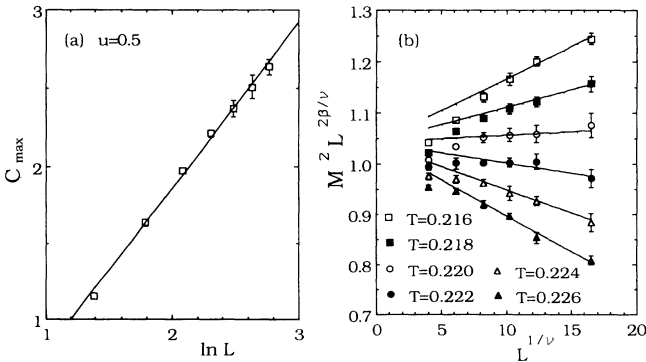 (a) u=0.5
3
2
1
C max
1
2
3
ln L
(b)
1.3
1.2
1.1
1.0
0.9
0.8
0.7
M² L^2β/ν
T=0.216
T=0.218
T=0.220
T=0.222
T=0.224
T=0.226
0
5
10
15
20
L^1/ν